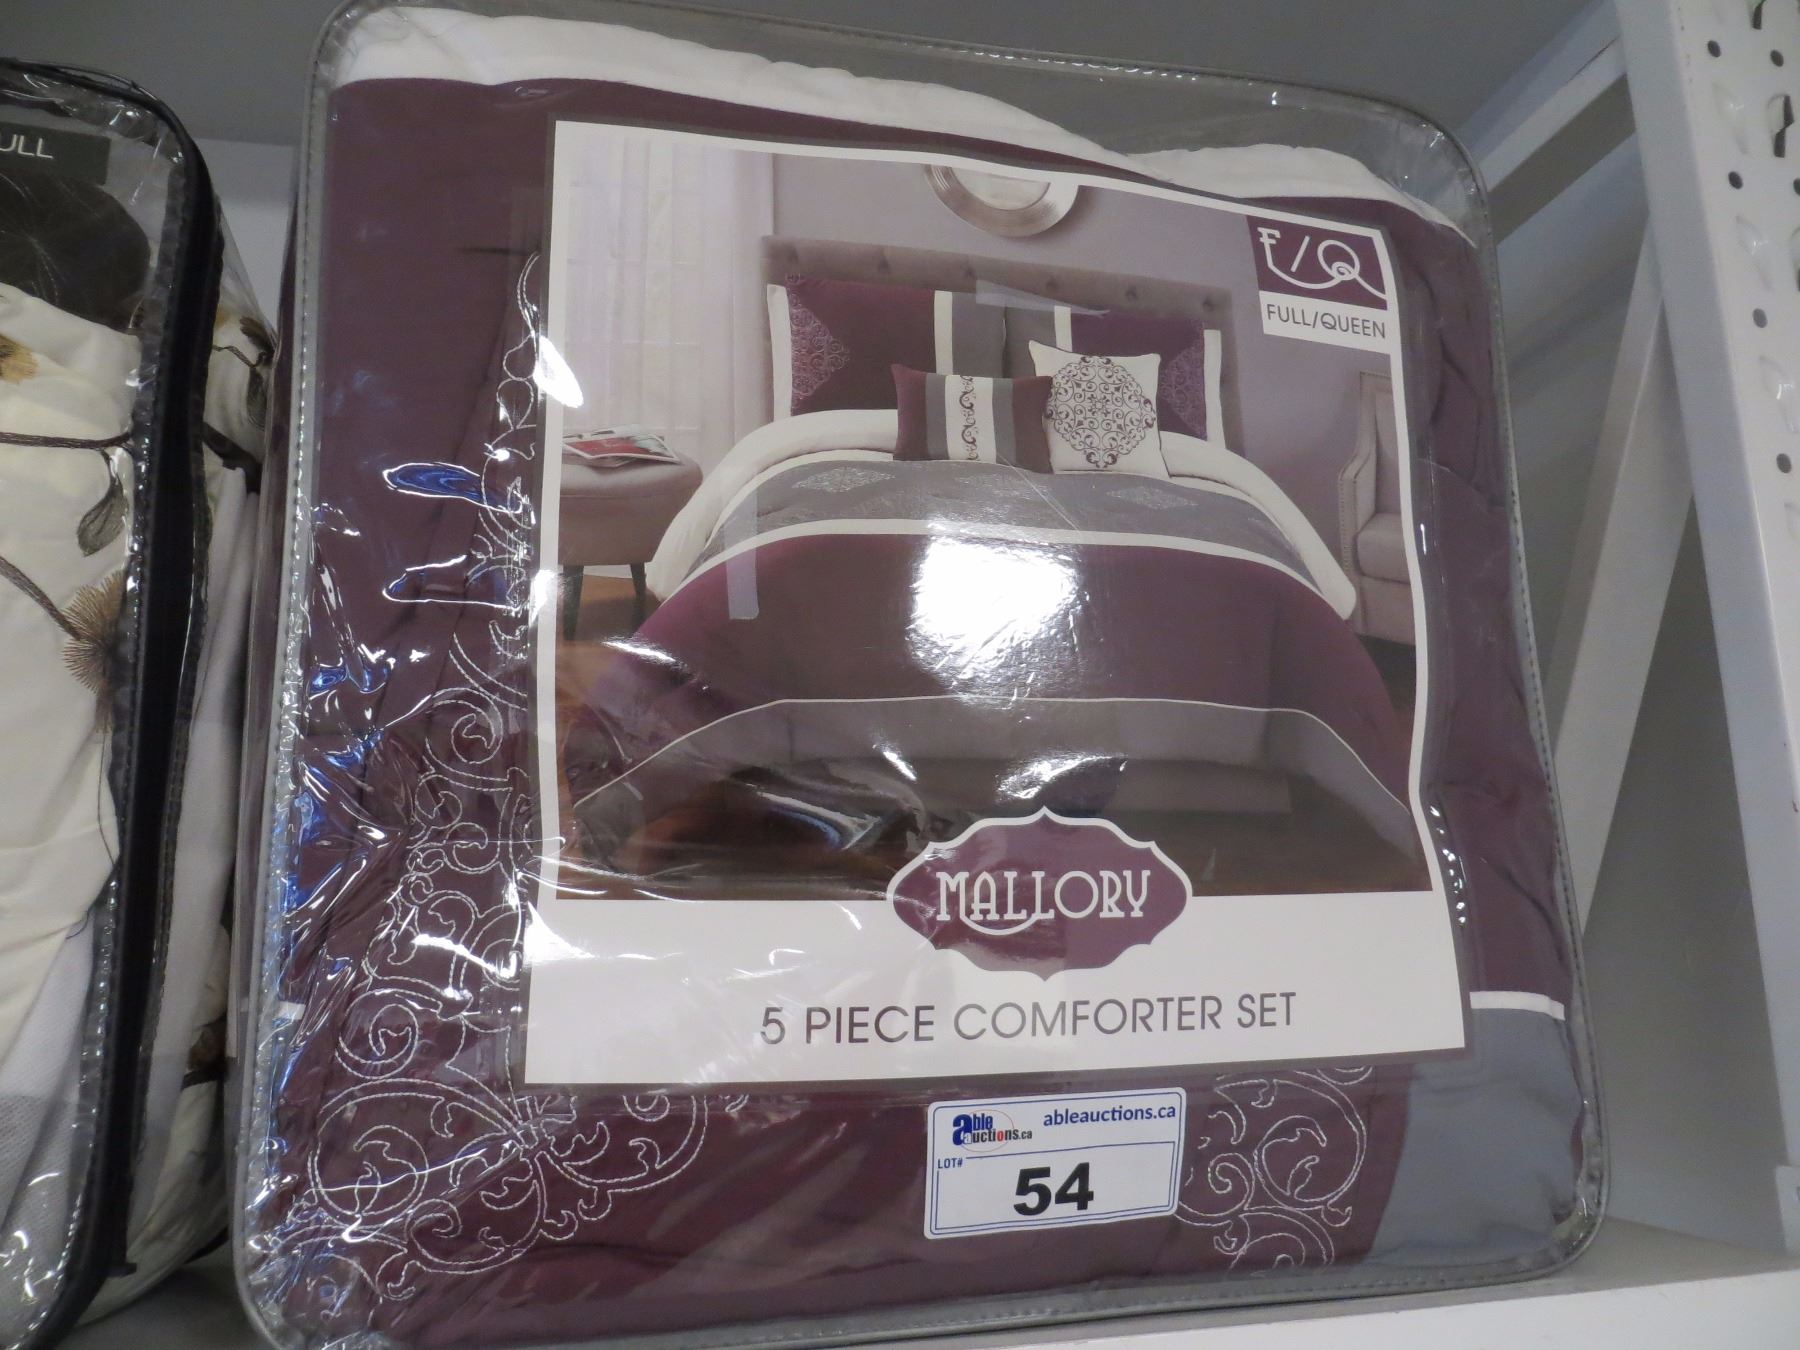 ULL
F/Q
FULL/QUEEN
MALLORY
5 PIECE COMFORTER SET
able auctions.ca
ableauctions.ca
LOT#
54